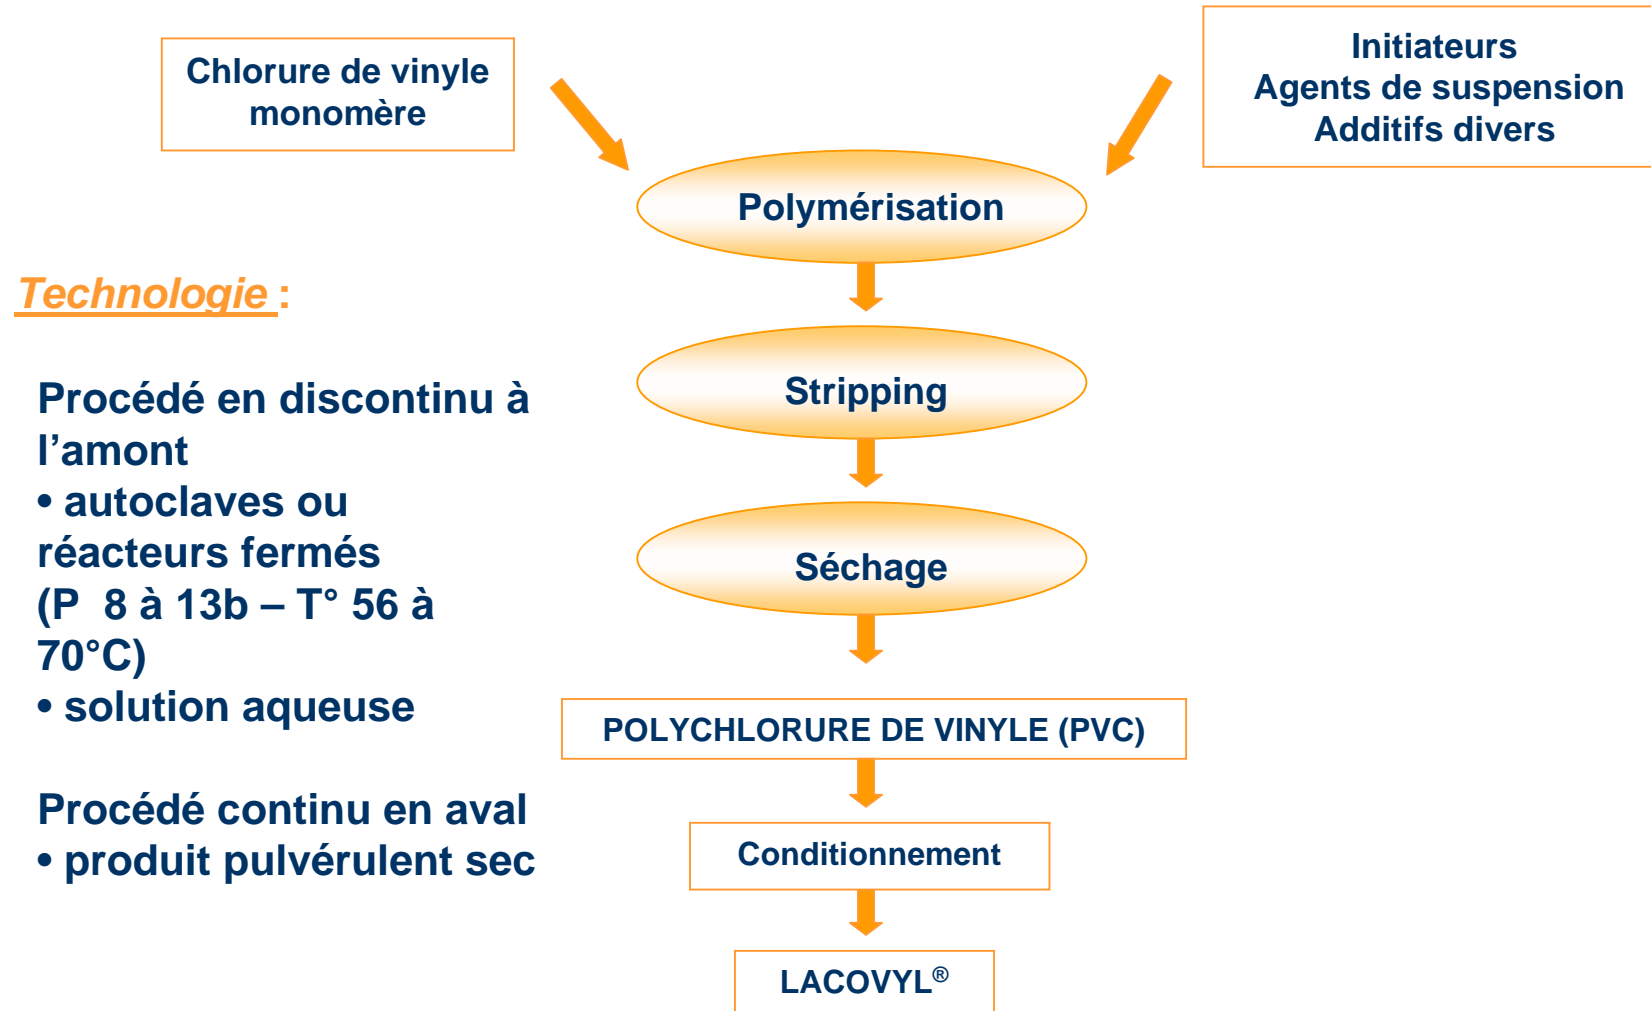 Chlorure de vinyle
monomère
Initiateurs
Agents de suspension
Additifs divers
Polymérisation
Technologie :
Stripping
Procédé en discontinu à
l’amont
• autoclaves ou
réacteurs fermés
(P  8 à 13b – T° 56 à
70°C)
• solution aqueuse
Séchage
POLYCHLORURE DE VINYLE (PVC)
Procédé continu en aval
• produit pulvérulent sec
Conditionnement
LACOVYL®